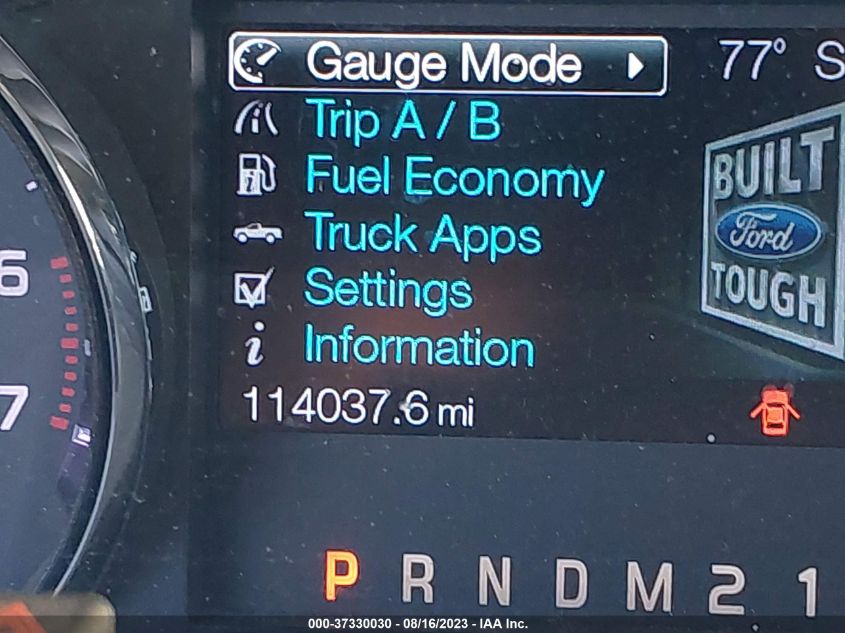 Gauge Mode
77° S
Trip A / B
Fuel Economy
Truck Apps
Settings
Information
BUILT
Ford
TOUGH
6
7
114037.6 mi
P R N D M 2 1
000-37330030 - 08/16/2023 - IAA Inc.